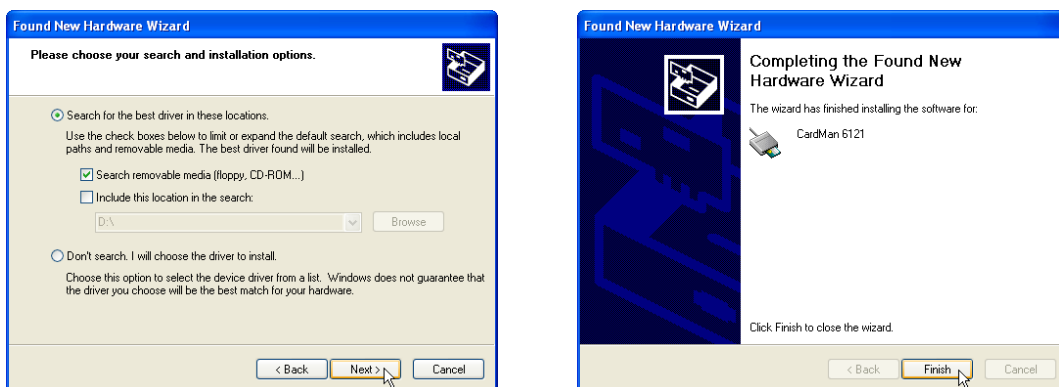 Found New Hardware Wizard
Please choose your search and installation options.
Search for the best driver in these locations.
Use the check boxes below to limit or expand the default search, which includes local
paths and removable media. The best driver found will be installed.
Search removable media (floppy, CD-ROM...)
Include this location in the search:
D:\
Browse
Don't search. I will choose the driver to install.
Choose this option to select the device driver from a list. Windows does not guarantee that
the driver you choose will be the best match for your hardware.
< Back
Next >
Cancel
Found New Hardware Wizard
Completing the Found New
Hardware Wizard
The wizard has finished installing the software for:
CardMan 6121
Click Finish to close the wizard.
< Back
Finish
Cancel